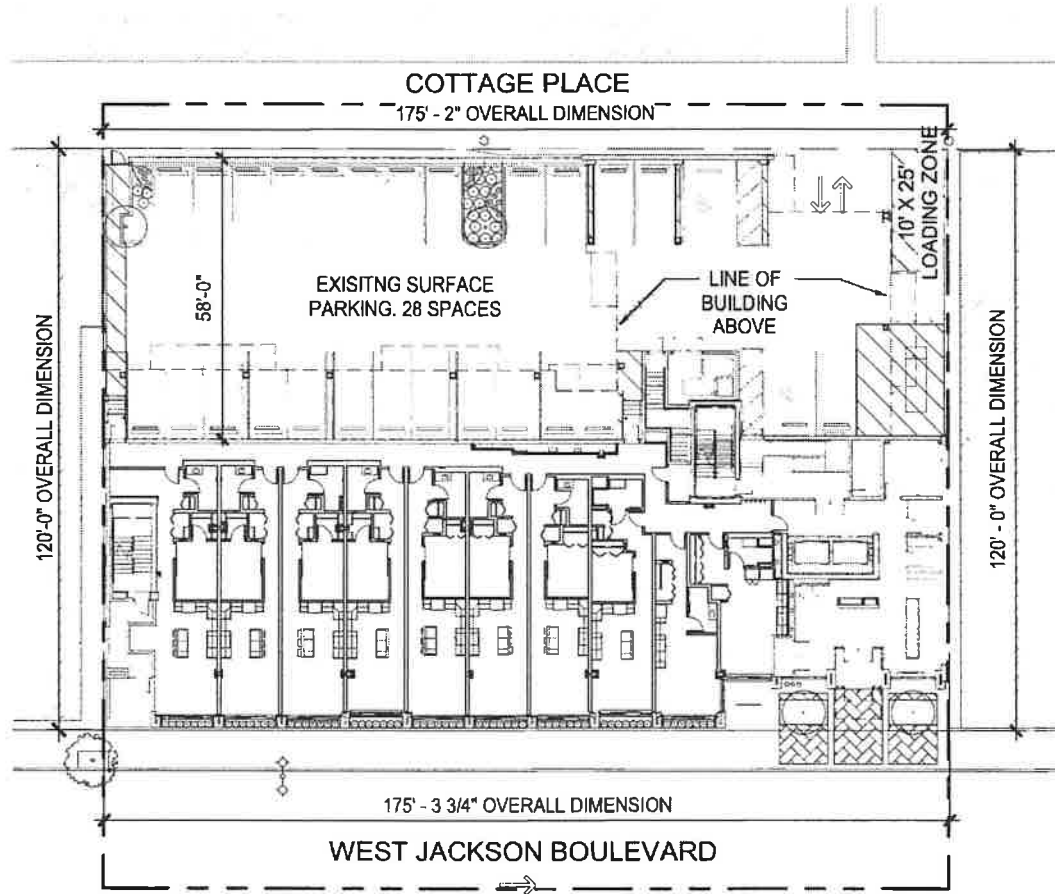 COTTAGE PLACE
175' - 2" OVERALL DIMENSION
10' X 25'
LOADING ZONE
EXISITNG SURFACE
PARKING. 28 SPACES
LINE OF
BUILDING
ABOVE
58'-0"
120'-0" OVERALL DIMENSION
120' - 0" OVERALL DIMENSION
175' - 3 3/4" OVERALL DIMENSION
WEST JACKSON BOULEVARD